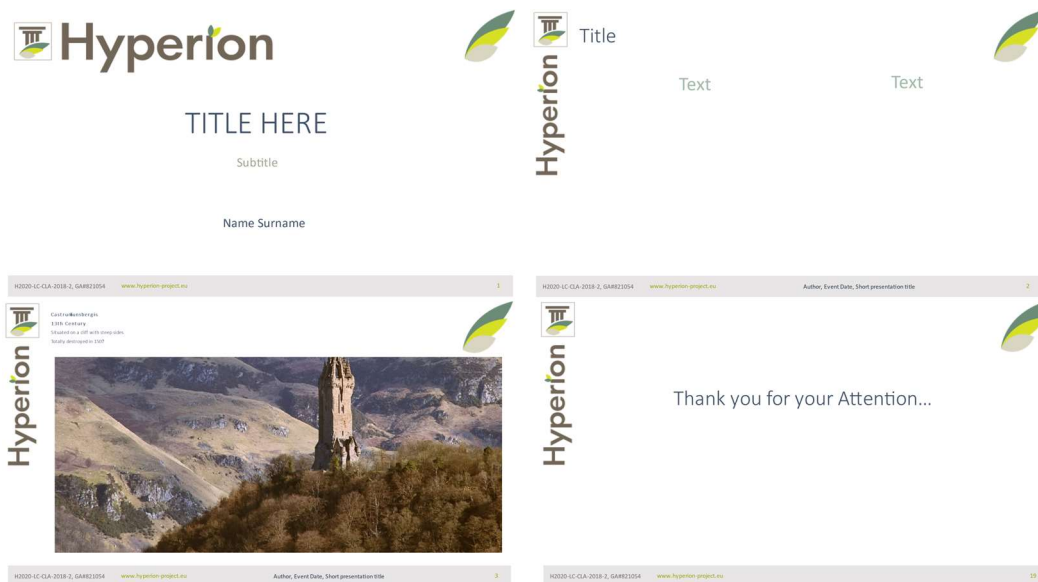 Hyperion
TITLE HERE
Subtitle
Name Surname
H2020-LC-CLA-2018-2, GA#821054 www.hyperion-project.eu 1
Hyperion
Title
Text Text
H2020-LC-CLA-2018-2, GA#821054 www.hyperion-project.eu Author, Event Date, Short presentation title 2
Hyperion
13th Century
Situated on a cliff with steep sides
Totally destroyed in 1507
H2020-LC-CLA-2018-2, GA#821054 www.hyperion-project.eu Author, Event Date, Short presentation title 3
Hyperion
Thank you for your Attention...
H2020-LC-CLA-2018-2, GA#821054 www.hyperion-project.eu 19